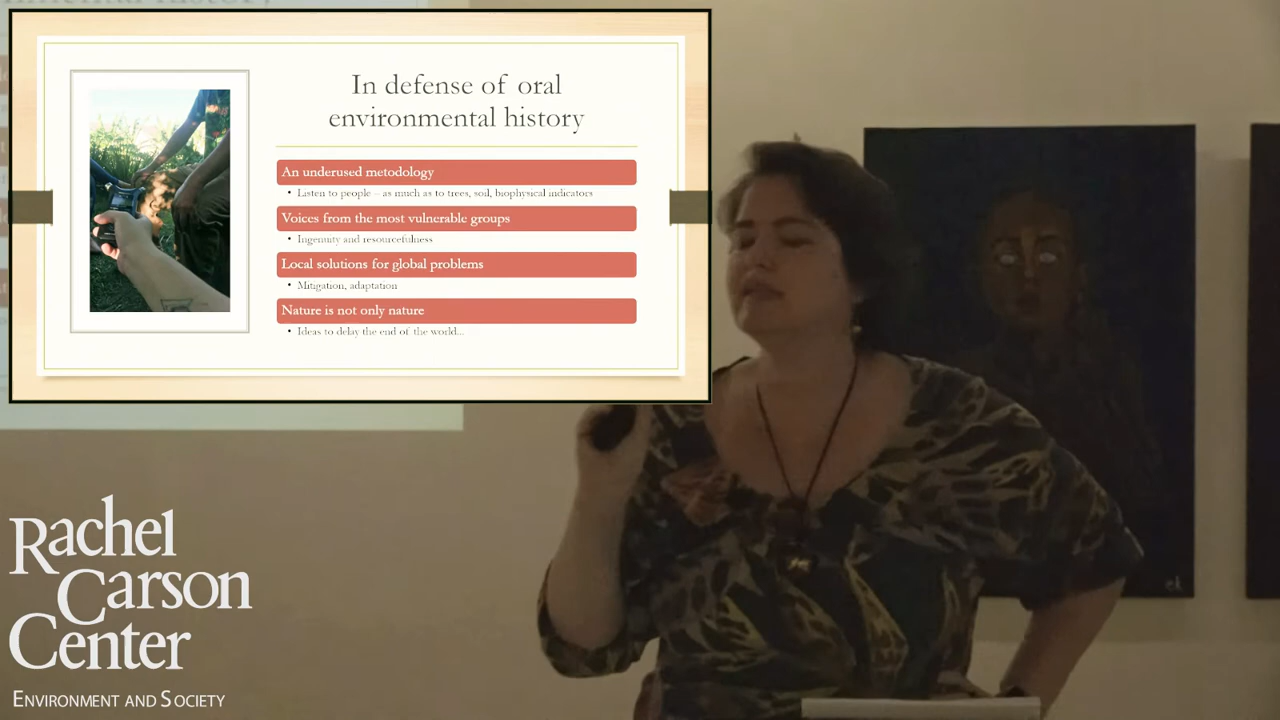 In defense of oral
environmental history
An underused methodology
• Listen to people – as much as to trees, soil, biophysical indicators
Voices from the most vulnerable groups
• Ingenuity and resourcefulness
Local solutions for global problems
• Mitigation, adaptation
Nature is not only nature
• Ideas to delay the end of the world...
Rachel
Carson
Center
ENVIRONMENT AND SOCIETY